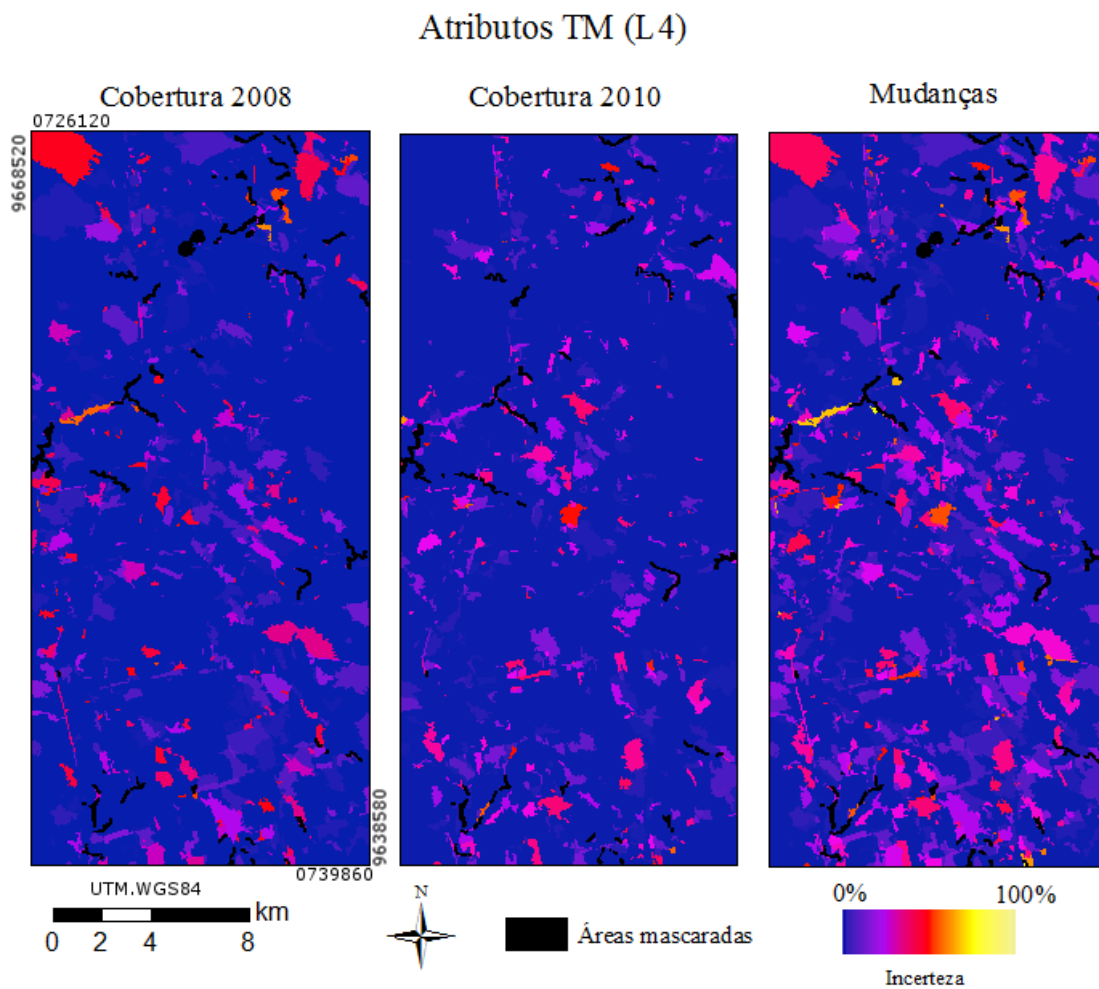 Atributos TM (L4)
Cobertura 2008
Cobertura 2010
Mudanças
0726120
9668520
9638580
0739860
UTM.WGS84
km
0 2 4 8
N
Áreas mascaradas
0% 100%
Incerteza